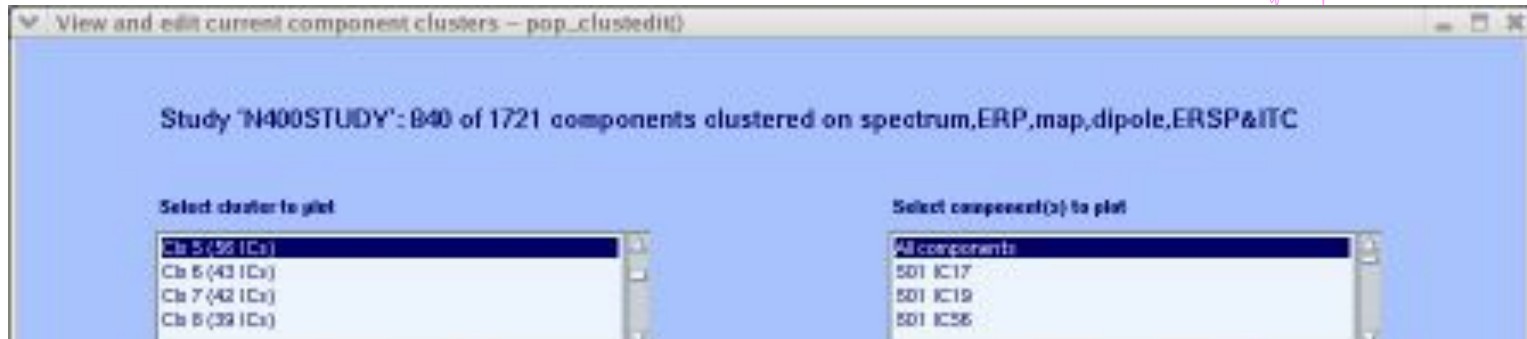 View and edit current component clusters -- pop_clustedit()
Study 'N400STUDY': 840 of 1721 components clustered on spectrum,ERP,map,dipole,ERSP&ITC
Select cluster to plot
Select component(s) to plot
Cls 5 (56 ICs)
All components
Cls 6 (43 ICs)
S01 IC17
Cls 7 (42 ICs)
S01 IC19
Cls 8 (39 ICs)
S01 IC56